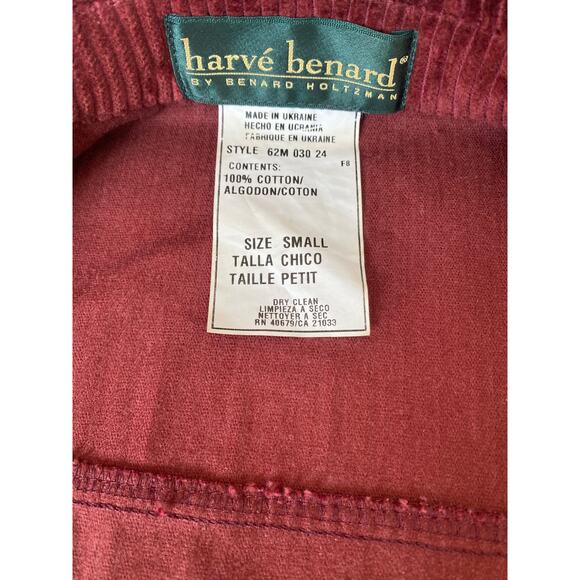 harvé benard®
BY BENARD HOLTZMAN
MADE IN UKRAINE
HECHO EN UCRANIA
FABRIQUE EN UKRAINE
STYLE 62M 030 24
CONTENTS: F8
100% COTTON/
ALGODON/COTON
SIZE SMALL
TALLA CHICO
TAILLE PETIT
DRY CLEAN
LIMPIEZA A SECO
NETTOYER A SEC
RN 40679/CA 21033